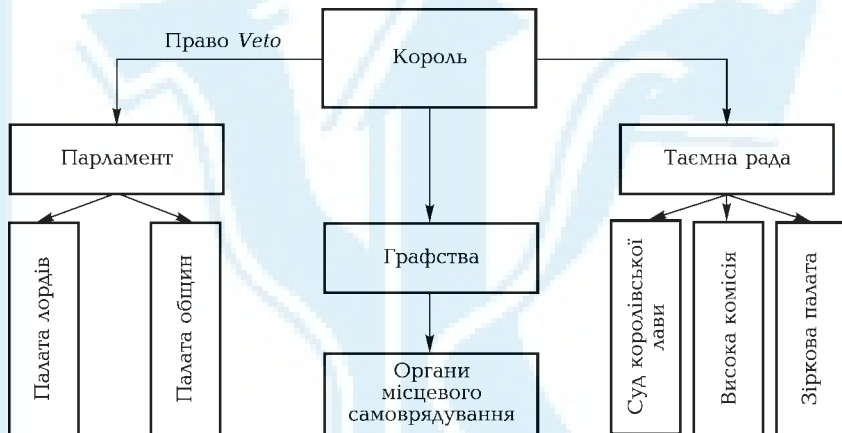 Право Veto
Король
Парламент
Таємна рада
Палата лордів
Палата общин
Графства
Органи
місцевого
самоврядування
Суд королівської
лави
Висока комісія
Зіркова палата